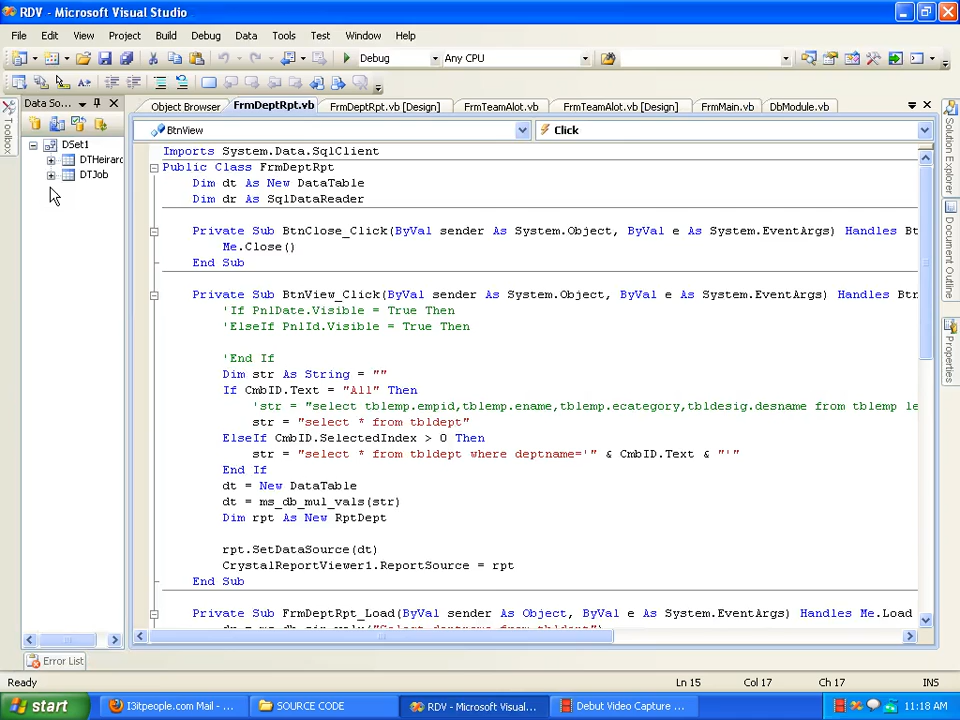 RDV - Microsoft Visual Studio
File Edit View Project Build Debug Data Tools Test Window Help
Debug Any CPU
Data So...
Object Browser FrmDeptRpt.vb FrmDeptRpt.vb [Design] FrmTeamAlot.vb FrmTeamAlot.vb [Design] FrmMain.vb DbModule.vb
Toolbox
BtnView Click
DSet1
DTHeirarc
DTJob
Imports System.Data.SqlClient
Public Class FrmDeptRpt
Dim dt As New DataTable
Dim dr As SqlDataReader
Private Sub BtnClose_Click(ByVal sender As System.Object, ByVal e As System.EventArgs) Handles Bt
Me.Close()
End Sub
Private Sub BtnView_Click(ByVal sender As System.Object, ByVal e As System.EventArgs) Handles Btn
'If PnlDate.Visible = True Then
'ElseIf PnlId.Visible = True Then
'End If
Dim str As String = ""
If CmbID.Text = "All" Then
'str = "select tblemp.empid,tblemp.ename,tblemp.ecategory,tbldesig.desname from tblemp le
str = "select * from tbldept"
ElseIf CmbID.SelectedIndex > 0 Then
str = "select * from tbldept where deptname='" & CmbID.Text & "'"
End If
dt = New DataTable
dt = ms_db_mul_vals(str)
Dim rpt As New RptDept
rpt.SetDataSource(dt)
CrystalReportViewer1.ReportSource = rpt
End Sub
Private Sub FrmDeptRpt_Load(ByVal sender As Object, ByVal e As System.EventArgs) Handles Me.Load
Solution Explorer
Document Outline
Properties
Error List
Ready Ln 15 Col 17 Ch 17 INS
start I3itpeople.com Mail - ... SOURCE CODE RDV - Microsoft Visual... Debut Video Capture ... 11:18 AM